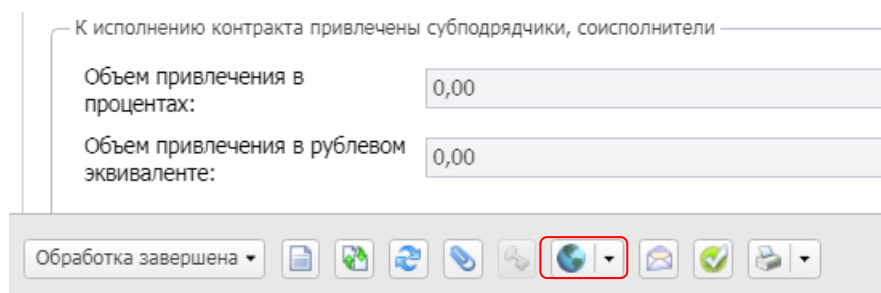 К исполнению контракта привлечены субподрядчики, соисполнители
Объем привлечения в
процентах:
0,00
Объем привлечения в рублевом
эквиваленте:
0,00
Обработка завершена